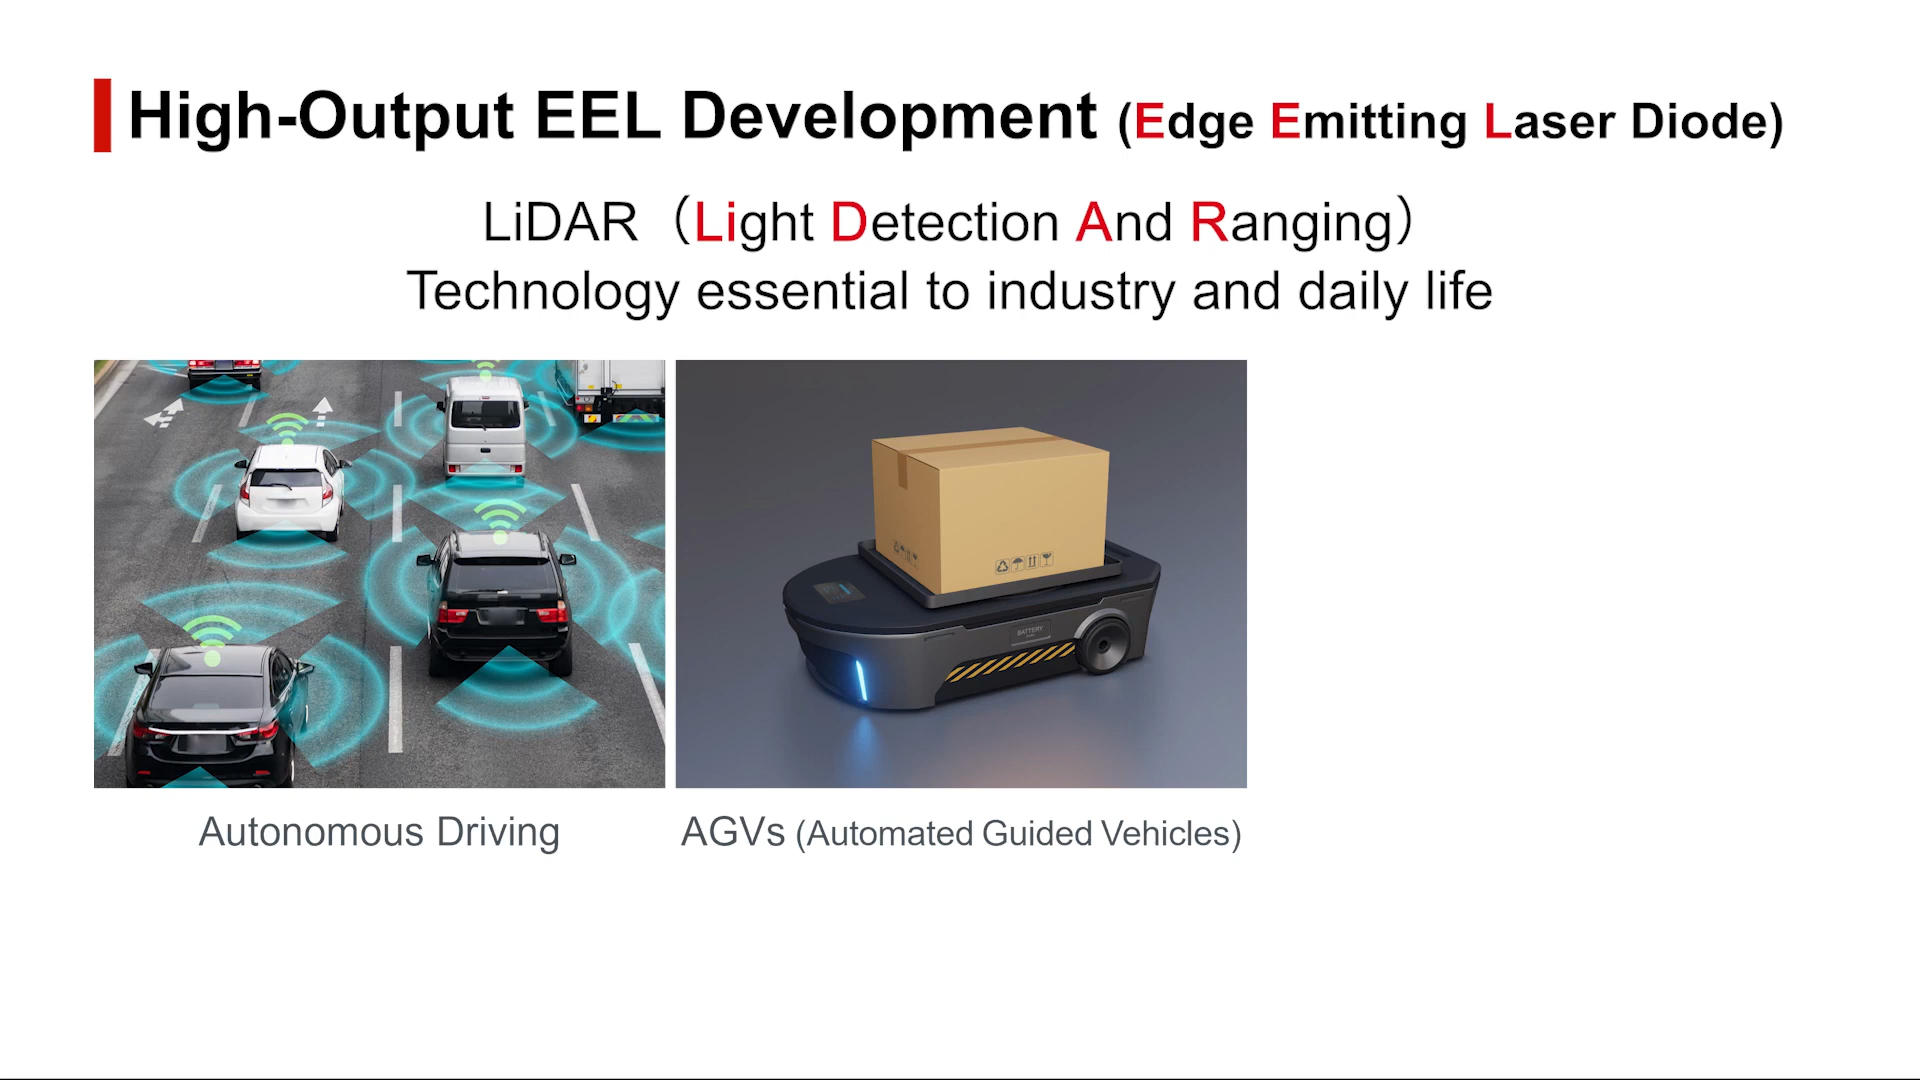 High-Output EEL Development (Edge Emitting Laser Diode)
LiDAR（Light Detection And Ranging）
Technology essential to industry and daily life
BATTERY
Autonomous Driving
AGVs (Automated Guided Vehicles)